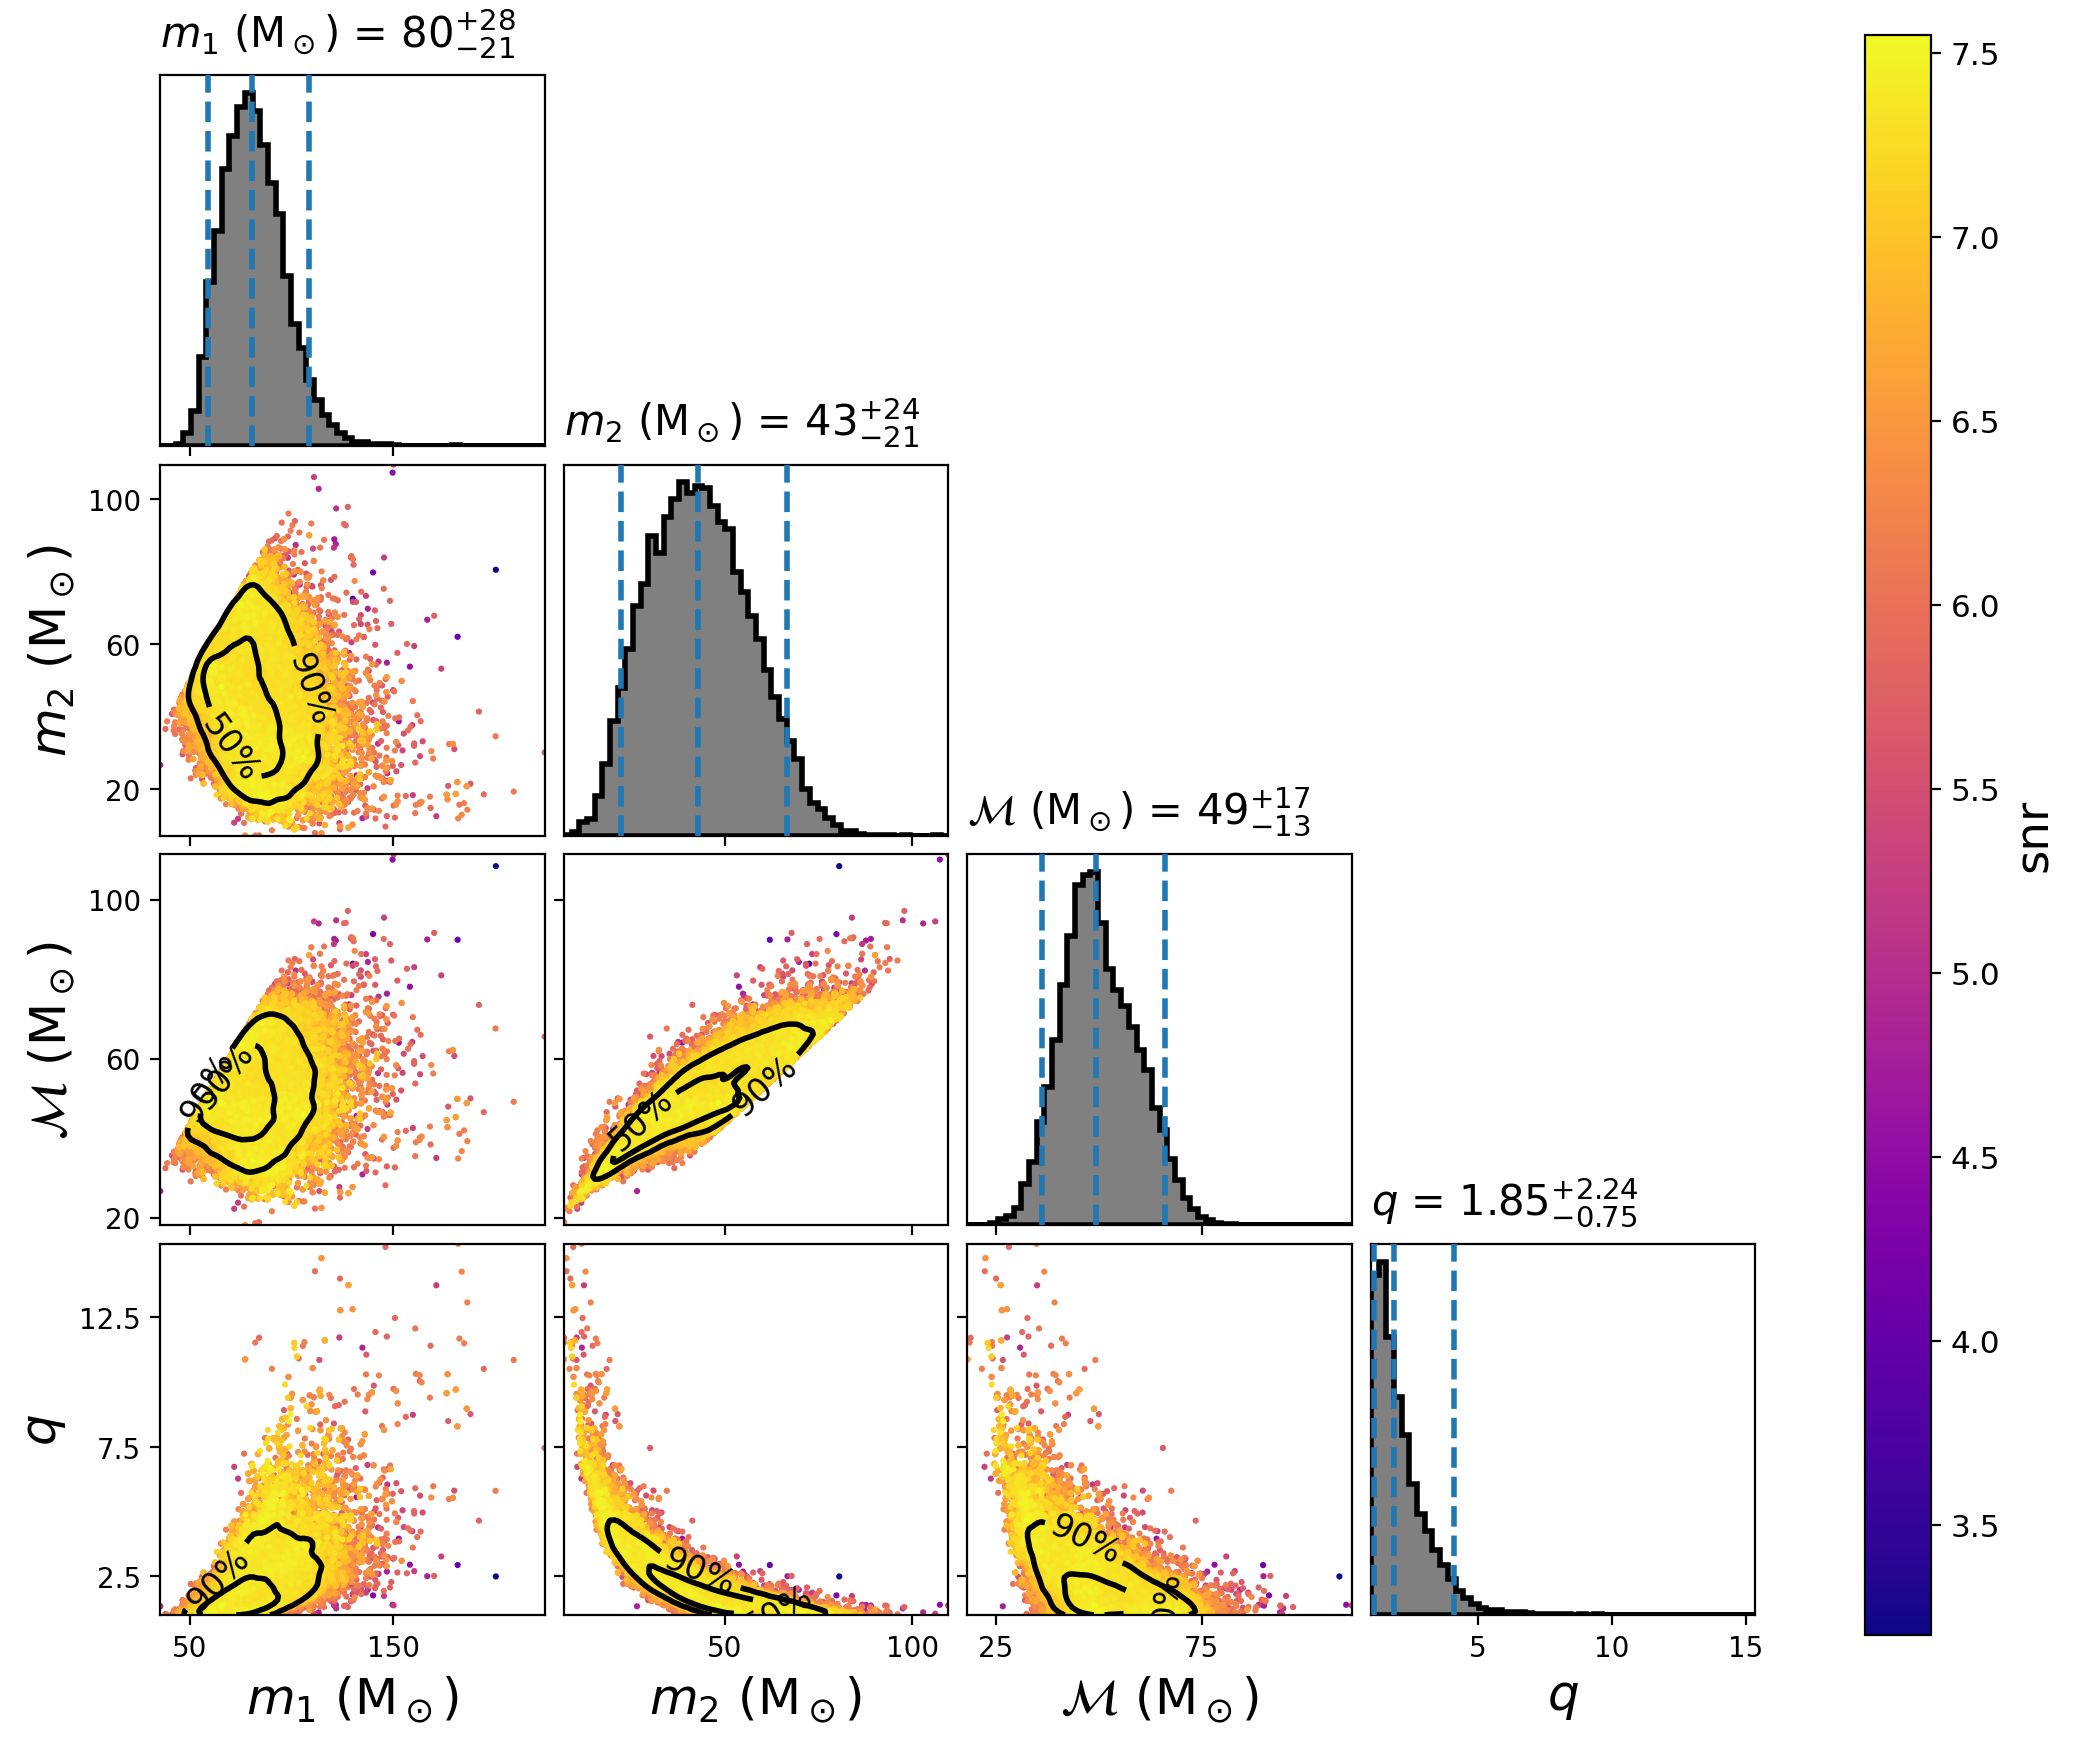 m₁ (M⊙) = 80⁺²⁸₋₂₁
7.5
7.0
6.5
6.0
5.5
5.0
4.5
4.0
3.5
snr
m₂ (M⊙) = 43⁺²⁴₋₂₁
100
60
20
m₂ (M⊙)
90%
50%
ℳ (M⊙) = 49⁺¹⁷₋₁₃
100
60
20
ℳ (M⊙)
90%
50%
90%
q = 1.85⁺²·²⁴₋₀.₇₅
12.5
7.5
2.5
q
90%
90%
90%
50
150
50
100
25
75
5
10
15
m₁ (M⊙)
m₂ (M⊙)
ℳ (M⊙)
q